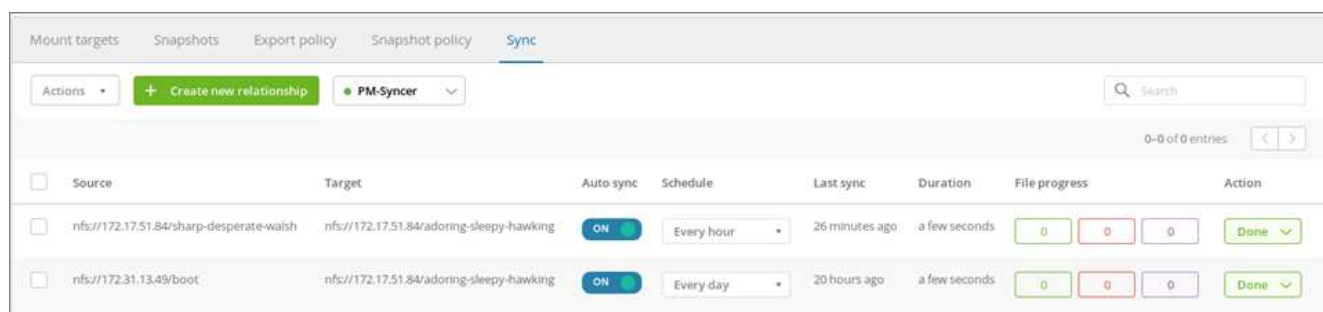 Mount targets Snapshots Export policy Snapshot policy Sync
Actions + Create new relationship PM-Syncer Search
0–0 of 0 entries < >
Source Target Auto sync Schedule Last sync Duration File progress Action
nfs://172.17.51.84/sharp-desperate-walsh nfs://172.17.51.84/adoring-sleepy-hawking ON Every hour 26 minutes ago a few seconds 0 0 0 Done
nfs://172.31.13.49/boot nfs://172.17.51.84/adoring-sleepy-hawking ON Every day 20 hours ago a few seconds 0 0 0 Done